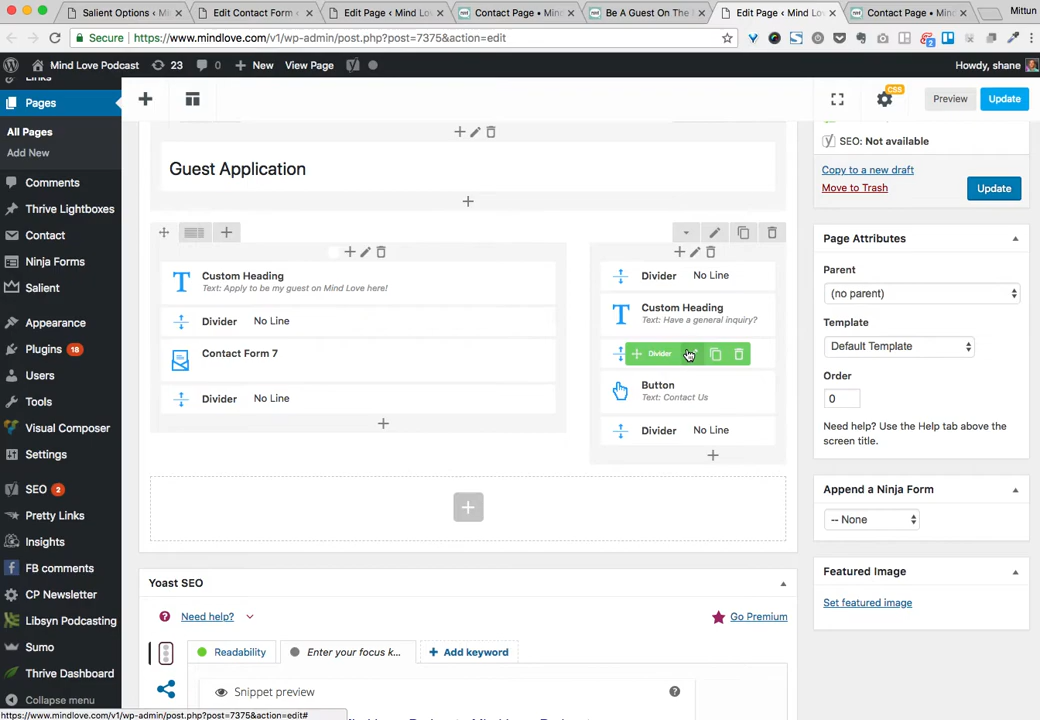 Salient Options ‹ M
Edit Contact Form ‹
Edit Page ‹ Mind Lo
Contact Page • Min
Be A Guest On The
Edit Page ‹ Mind Lo
Contact Page • Mind
Mittun
Secure
https://www.mindlove.com/v1/wp-admin/post.php?post=7375&action=edit
2
Mind Love Podcast
23
0
New
View Page
Howdy, shane
Links
Pages
All Pages
Add New
Comments
Thrive Lightboxes
Contact
Ninja Forms
Salient
Appearance
Plugins 18
Users
Tools
Visual Composer
Settings
SEO 2
Pretty Links
Insights
FB comments
CP Newsletter
Libsyn Podcasting
Sumo
Thrive Dashboard
Collapse menu
CSS
Preview
Update
Guest Application
Custom Heading
Text: Apply to be my guest on Mind Love here!
Divider No Line
Contact Form 7
Divider No Line
Divider No Line
Custom Heading
Text: Have a general inquiry?
Divider
Button
Text: Contact Us
Divider No Line
SEO: Not available
Copy to a new draft
Move to Trash
Update
Page Attributes
Parent
(no parent)
Template
Default Template
Order
0
Need help? Use the Help tab above the
screen title.
Append a Ninja Form
-- None
Featured Image
Set featured image
Yoast SEO
Need help?
Go Premium
Readability
Enter your focus k...
Add keyword
Snippet preview
https://www.mindlove.com/v1/wp-admin/post.php?post=7375&action=edit#